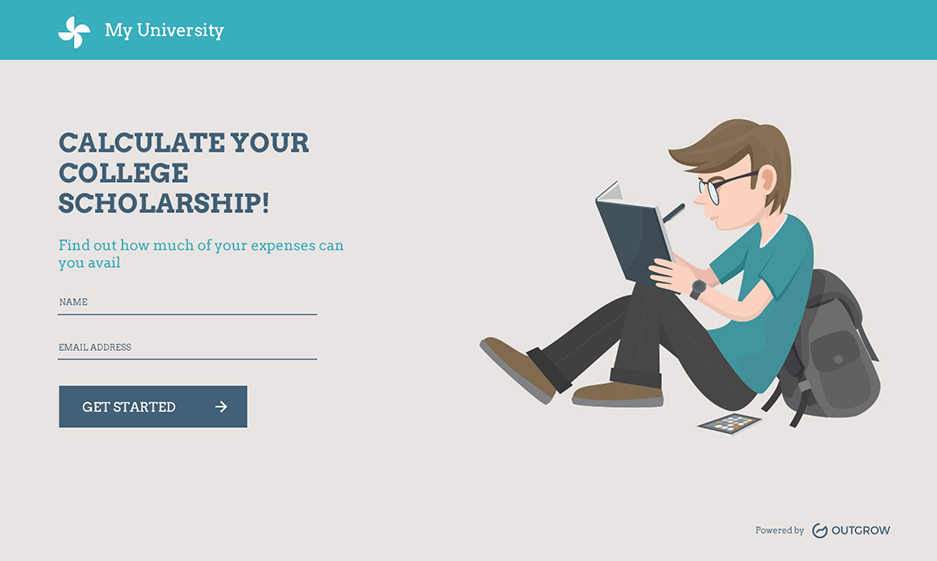 My University
CALCULATE YOUR
COLLEGE
SCHOLARSHIP!
Find out how much of your expenses can
you avail
NAME
EMAIL ADDRESS
GET STARTED
Powered by OUTGROW